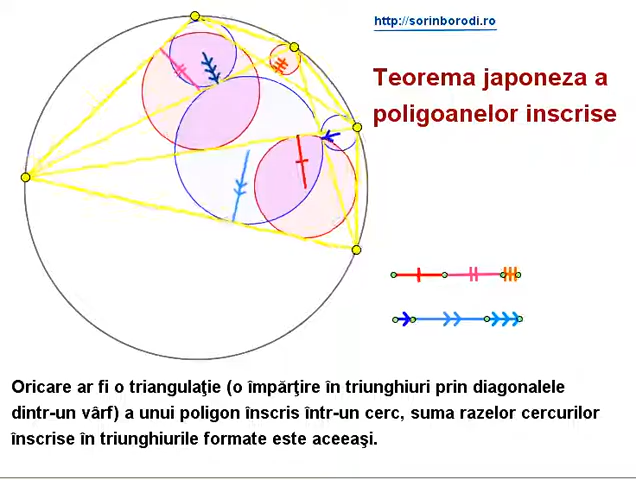 http://sorinborodi.ro
Teorema japoneza a
poligoanelor inscrise
Oricare ar fi o triangulaţie (o împărţire în triunghiuri prin diagonalele
dintr-un vârf) a unui poligon înscris într-un cerc, suma razelor cercurilor
înscrise în triunghiurile formate este aceeaşi.